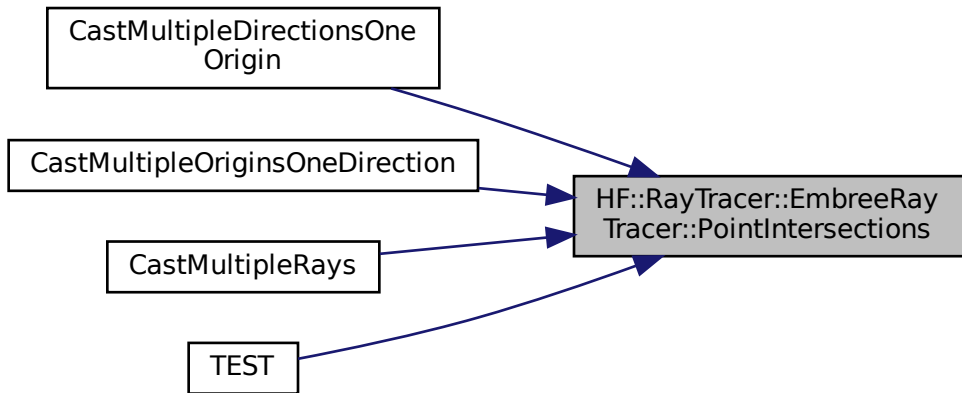 CastMultipleDirectionsOne
Origin
CastMultipleOriginsOneDirection
HF::RayTracer::EmbreeRay
Tracer::PointIntersections
CastMultipleRays
TEST